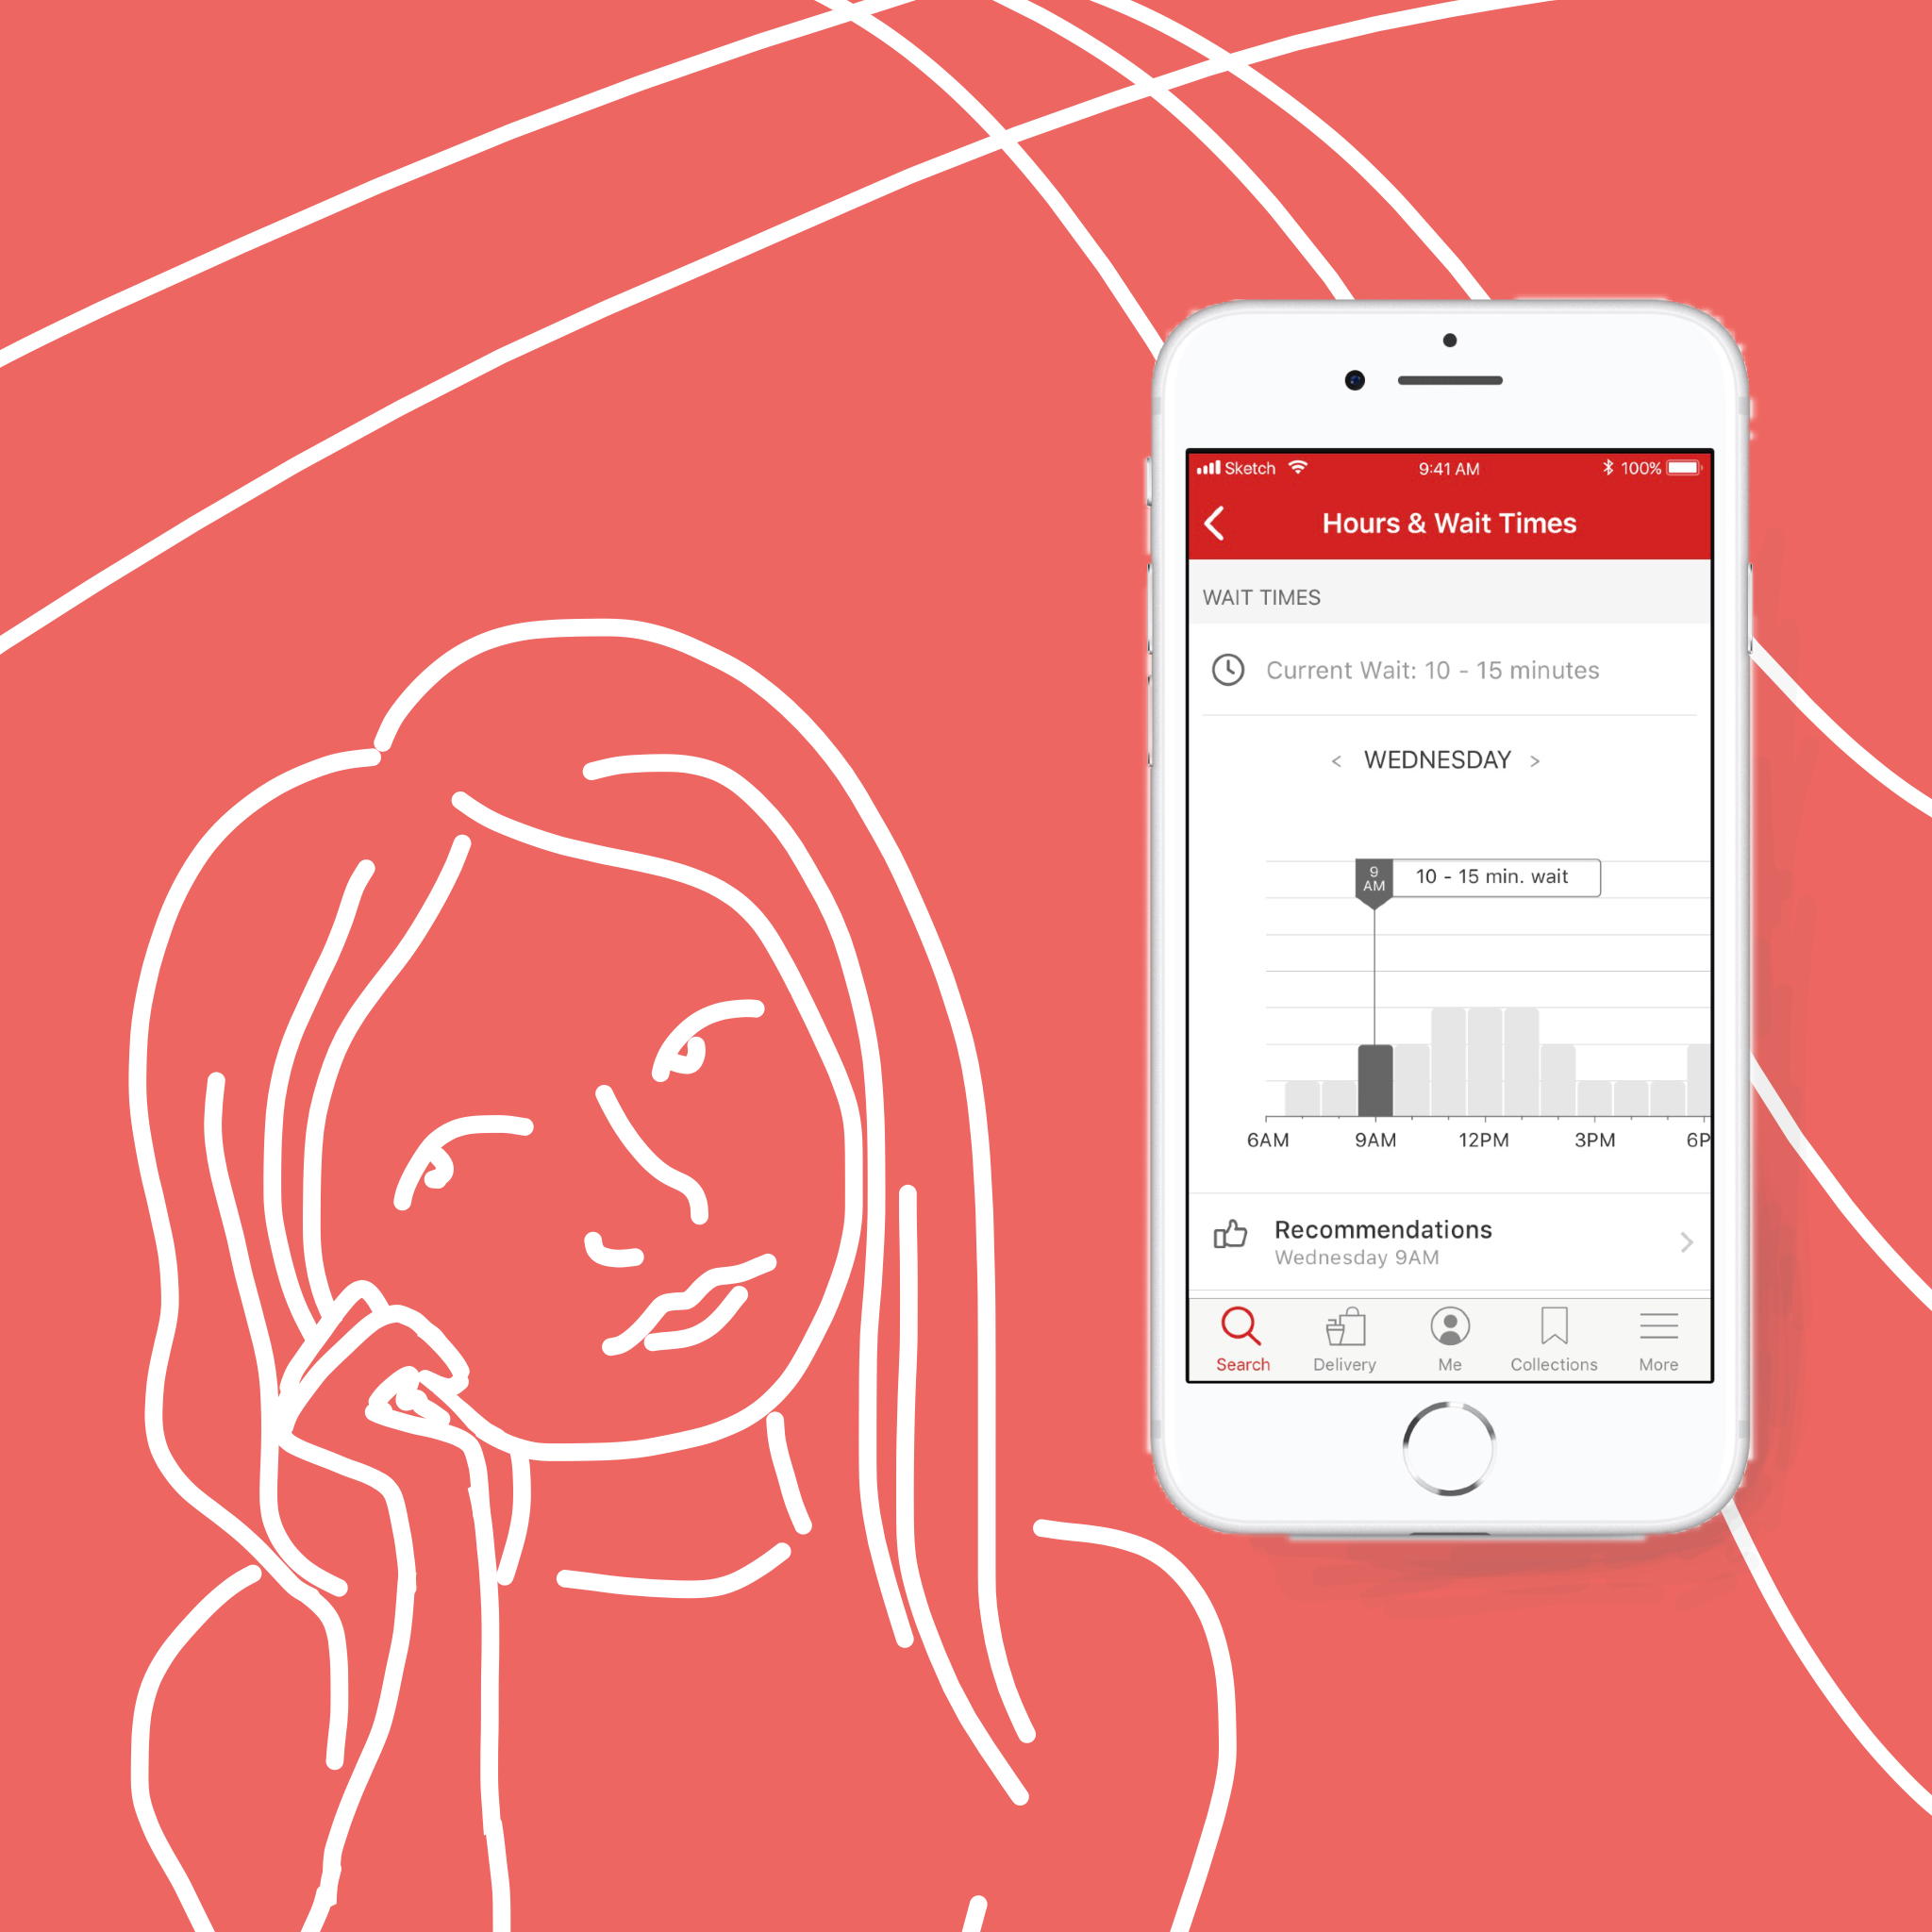 Sketch 9:41 AM 100%
Hours & Wait Times
WAIT TIMES
Current Wait: 10 - 15 minutes
< WEDNESDAY >
9
AM
10 - 15 min. wait
6AM 9AM 12PM 3PM 6P
Recommendations
Wednesday 9AM
Search Delivery Me Collections More